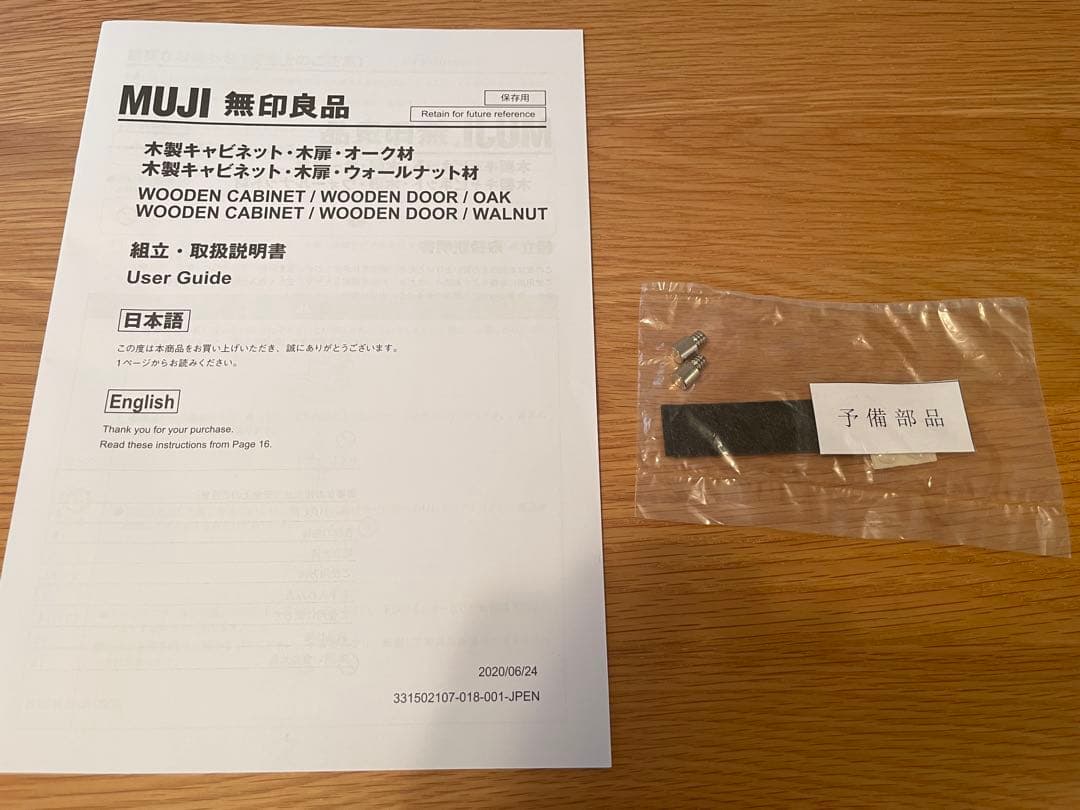 MUJI 無印良品
保存用
Retain for future reference
木製キャビネット・木扉・オーク材
木製キャビネット・木扉・ウォールナット材
WOODEN CABINET / WOODEN DOOR / OAK
WOODEN CABINET / WOODEN DOOR / WALNUT
組立・取扱説明書
User Guide
日本語
この度は本商品をお買い上げいただき、誠にありがとうございます。
1ページからお読みください。
English
Thank you for your purchase.
Read these instructions from Page 16.
2020/06/24
331502107-018-001-JPEN
予備部品